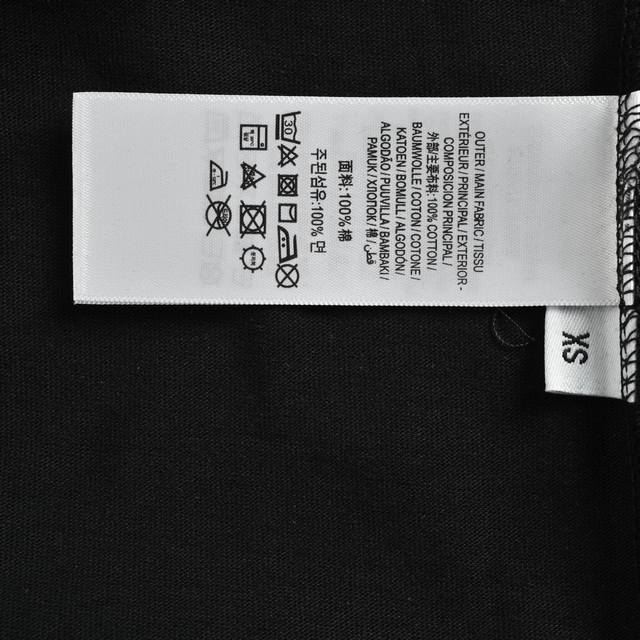 OUTER / MAIN FABRIC / TISSU
EXTÉRIEUR / PRINCIPAL / EXTERIOR-
COMPOSICIÓN PRINCIPAL /
外部/主要布料: 100% COTTON /
BAUMWOLLE / COTON / COTONE /
KATOEN / BOMULL / ALGODÓN /
ALGODÃO / PUUVILLA / BAMBAKI /
PAMUK / ХЛОПОК / 棉 / قطن
面料: 100% 棉
주된섬유: 100% 면
30
XS